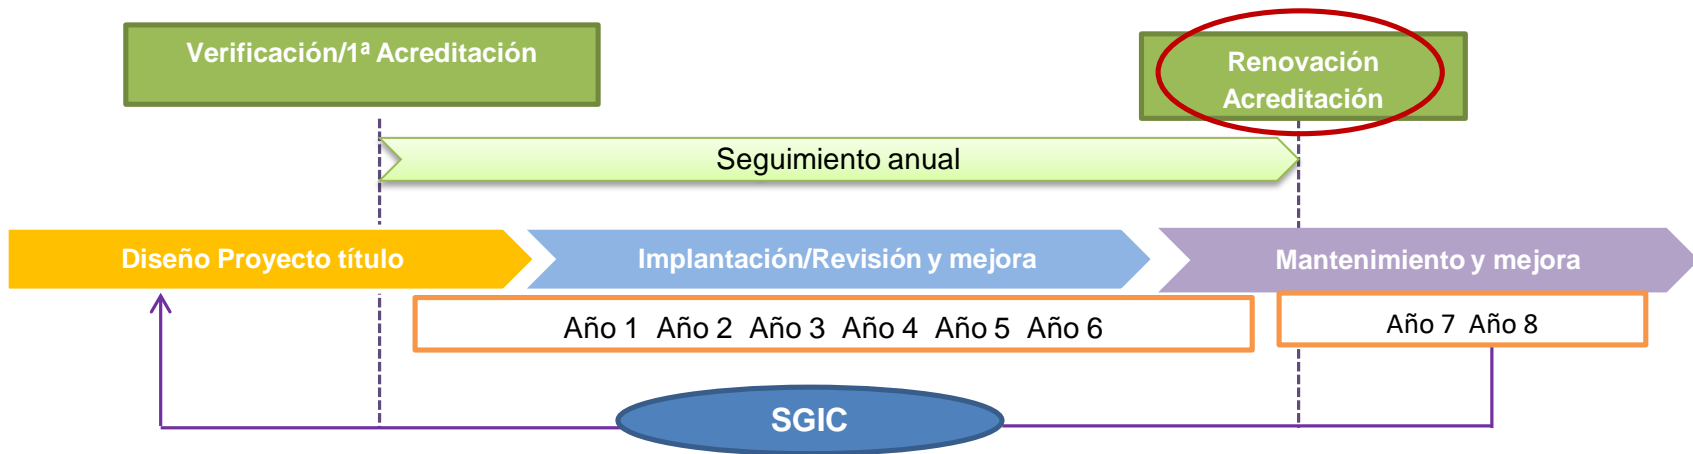 Verificación/1ª Acreditación
Renovación
Acreditación
Seguimiento anual
Diseño Proyecto título
Implantación/Revisión y mejora
Mantenimiento y mejora
Año 1 Año 2 Año 3 Año 4 Año 5 Año 6
Año 7 Año 8
SGIC